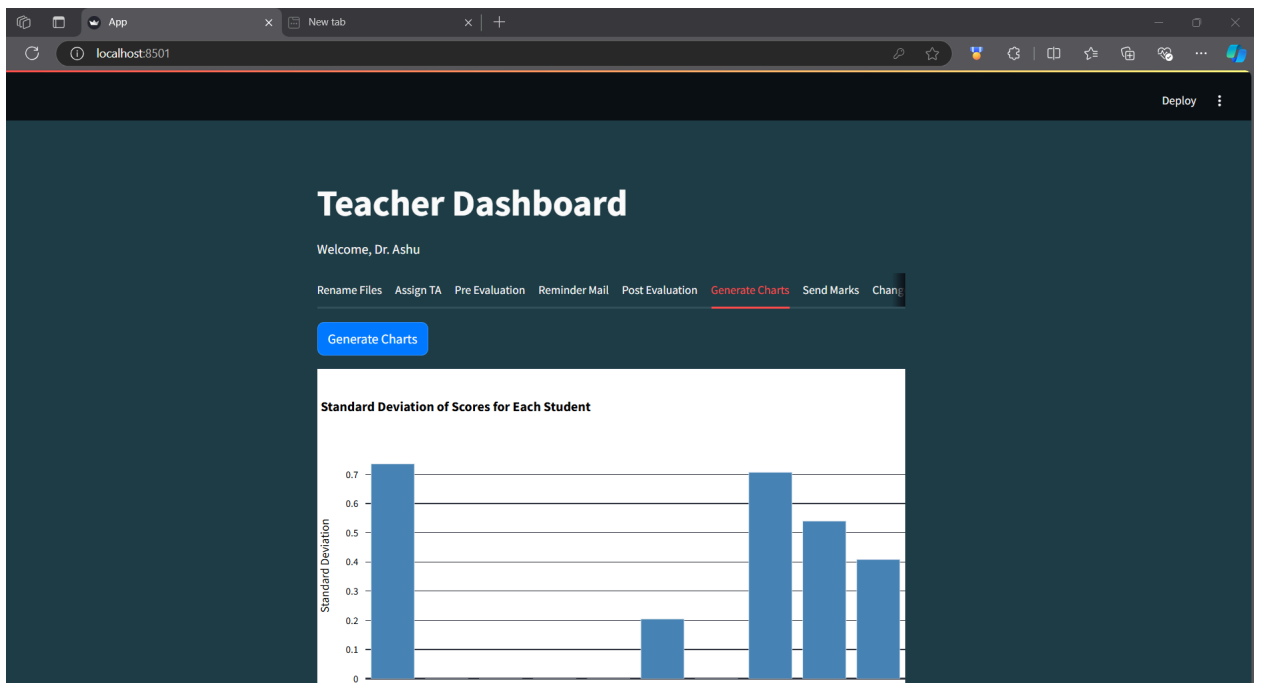 App
New tab
localhost:8501
Deploy
Teacher Dashboard
Welcome, Dr. Ashu
Rename Files Assign TA Pre Evaluation Reminder Mail Post Evaluation Generate Charts Send Marks Chang
Generate Charts
Standard Deviation of Scores for Each Student
Standard Deviation
0.7
0.6
0.5
0.4
0.3
0.2
0.1
0